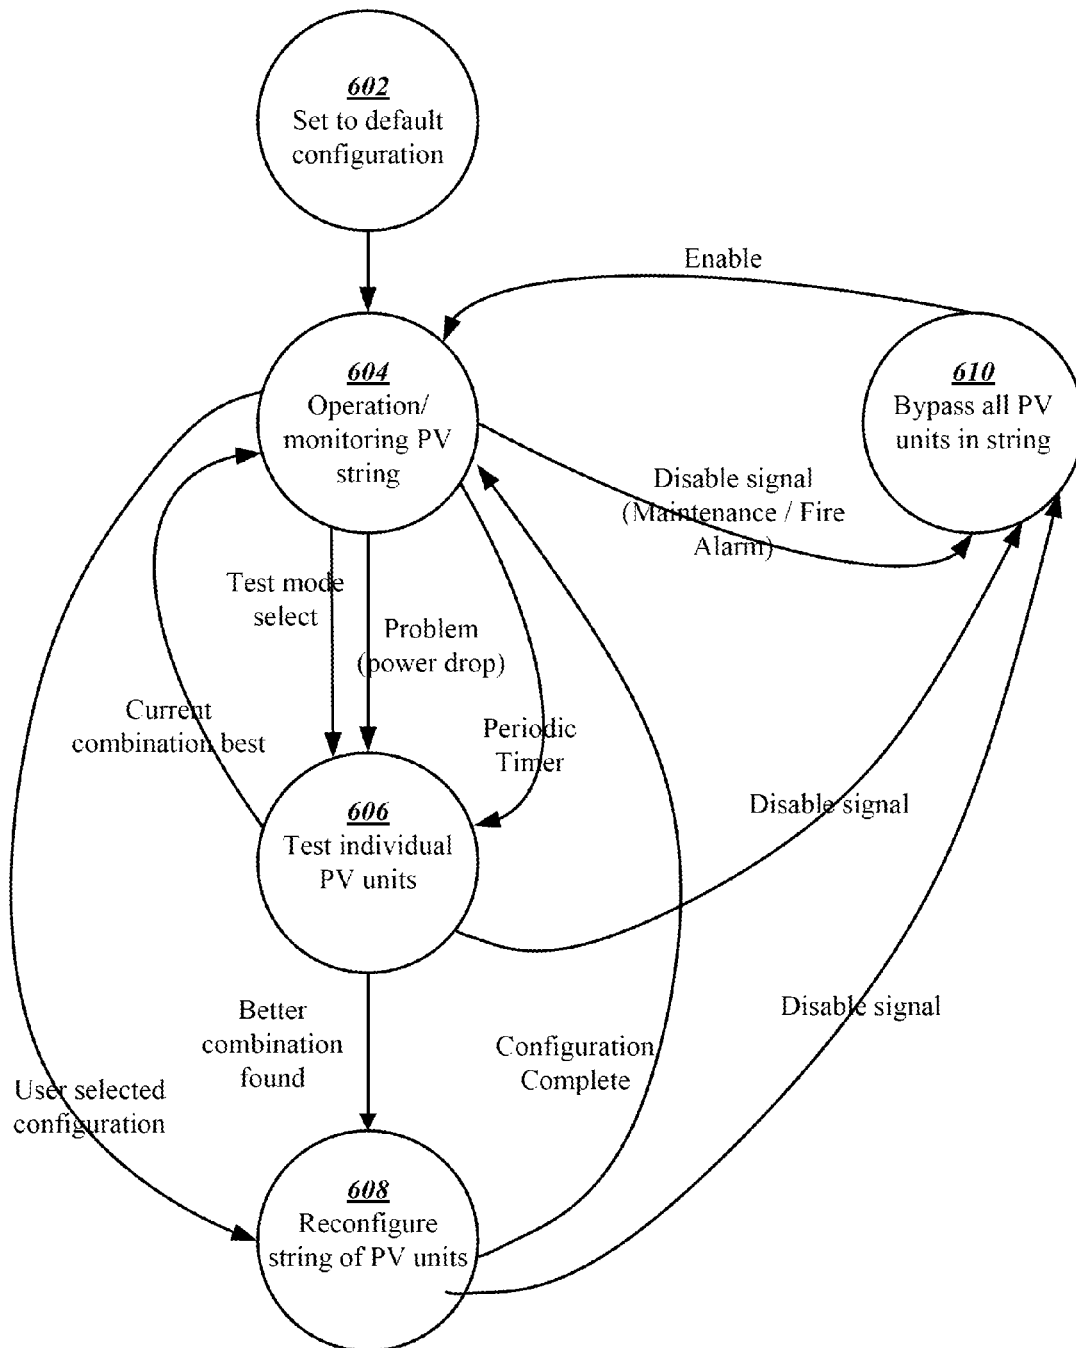 602
Set to default
configuration
Enable
604
Operation/
monitoring PV
string
610
Bypass all PV
units in string
Disable signal
(Maintenance / Fire
Alarm)
Test mode
select
Problem
(power drop)
Current
combination best
Periodic
Timer
606
Test individual
PV units
Disable signal
Better
combination
found
Configuration
Complete
Disable signal
User selected
configuration
608
Reconfigure
string of PV units